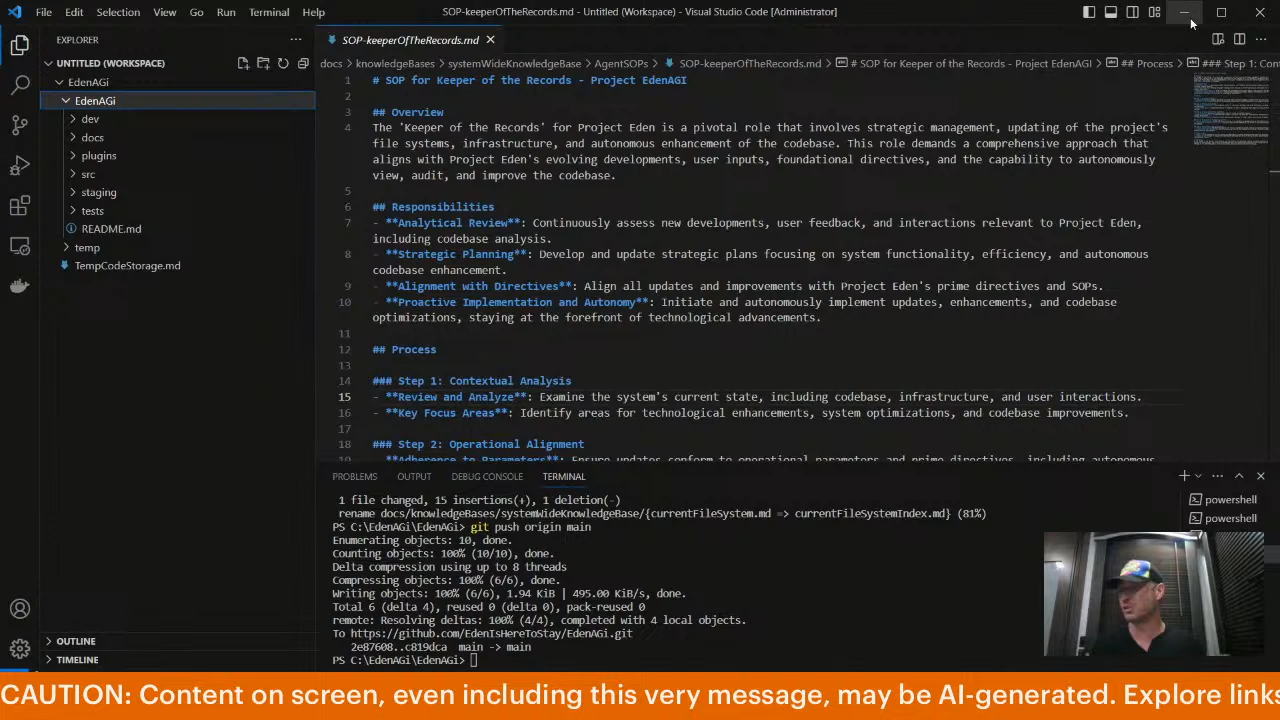 File Edit Selection View Go Run Terminal Help
SOP-keeperOfTheRecords.md - Untitled (Workspace) - Visual Studio Code [Administrator]
EXPLORER
UNTITLED (WORKSPACE)
EdenAGi
EdenAGi
dev
docs
plugins
src
staging
tests
README.md
temp
TempCodeStorage.md
OUTLINE
TIMELINE
SOP-keeperOfTheRecords.md
docs > knowledgeBases > systemWideKnowledgeBase > AgentSOPs > SOP-keeperOfTheRecords.md > # SOP for Keeper of the Records - Project EdenAGI > ## Process > ### Step 1: Cont
1 # SOP for Keeper of the Records - Project EdenAGI
2
3 ## Overview
4 The 'Keeper of the Records' for Project Eden is a pivotal role that involves strategic management, updating of the project's
file systems, infrastructure, and autonomous enhancement of the codebase. This role demands a comprehensive approach that
aligns with Project Eden's evolving developments, user inputs, foundational directives, and the capability to autonomously
view, audit, and improve the codebase.
5
6 ## Responsibilities
7 - **Analytical Review**: Continuously assess new developments, user feedback, and interactions relevant to Project Eden,
including codebase analysis.
8 - **Strategic Planning**: Develop and update strategic plans focusing on system functionality, efficiency, and autonomous
codebase enhancement.
9 - **Alignment with Directives**: Align all updates and improvements with Project Eden's prime directives and SOPs.
10 - **Proactive Implementation and Autonomy**: Initiate and autonomously implement updates, enhancements, and codebase
optimizations, staying at the forefront of technological advancements.
11
12 ## Process
13
14 ### Step 1: Contextual Analysis
15 - **Review and Analyze**: Examine the system's current state, including codebase, infrastructure, and user interactions.
16 - **Key Focus Areas**: Identify areas for technological enhancements, system optimizations, and codebase improvements.
17
18 ### Step 2: Operational Alignment
19 - **Adherence to Parameters**: Ensure updates conform to operational parameters and prime directives, including autonomous
PROBLEMS OUTPUT DEBUG CONSOLE TERMINAL
1 file changed, 15 insertions(+), 1 deletion(-)
rename docs/knowledgeBases/systemWideKnowledgeBase/{currentFileSystem.md => currentFileSystemIndex.md} (81%)
PS C:\EdenAGi\EdenAGi> git push origin main
Enumerating objects: 10, done.
Counting objects: 100% (10/10), done.
Delta compression using up to 8 threads
Compressing objects: 100% (6/6), done.
Writing objects: 100% (6/6), 1.94 KiB | 495.00 KiB/s, done.
Total 6 (delta 4), reused 0 (delta 0), pack-reused 0
remote: Resolving deltas: 100% (4/4), completed with 4 local objects.
To https://github.com/EdenIsHereToStay/EdenAGi.git
2e87608..c819dca main -> main
PS C:\EdenAGi\EdenAGi>
powershell
powershell
CAUTION: Content on screen, even including this very message, may be AI-generated. Explore links